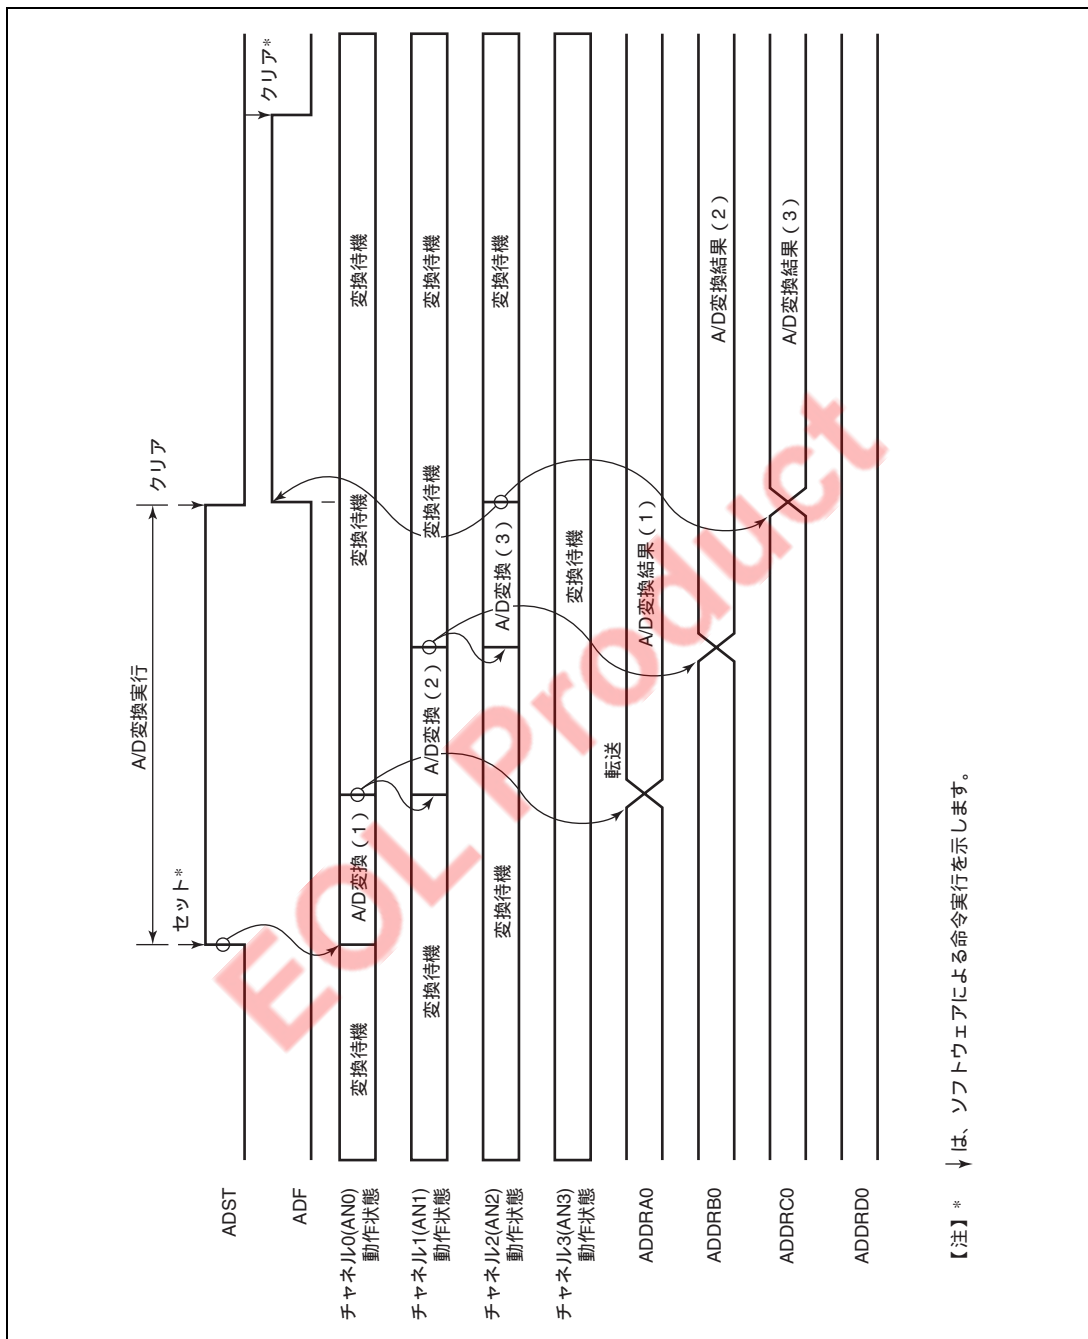 A/D変換実行
セット*
クリア
クリア*
ADST
ADF
チャネル0(AN0)
動作状態
変換待機
A/D変換（1）
変換待機
変換待機
チャネル1(AN1)
動作状態
変換待機
A/D変換（2）
変換待機
変換待機
チャネル2(AN2)
動作状態
変換待機
A/D変換（3）
変換待機
チャネル3(AN3)
動作状態
変換待機
転送
ADDRA0
A/D変換結果（1）
ADDRB0
A/D変換結果（2）
ADDRC0
A/D変換結果（3）
ADDRD0
【注】* ↓は、ソフトウェアによる命令実行を示します。
EOL Product